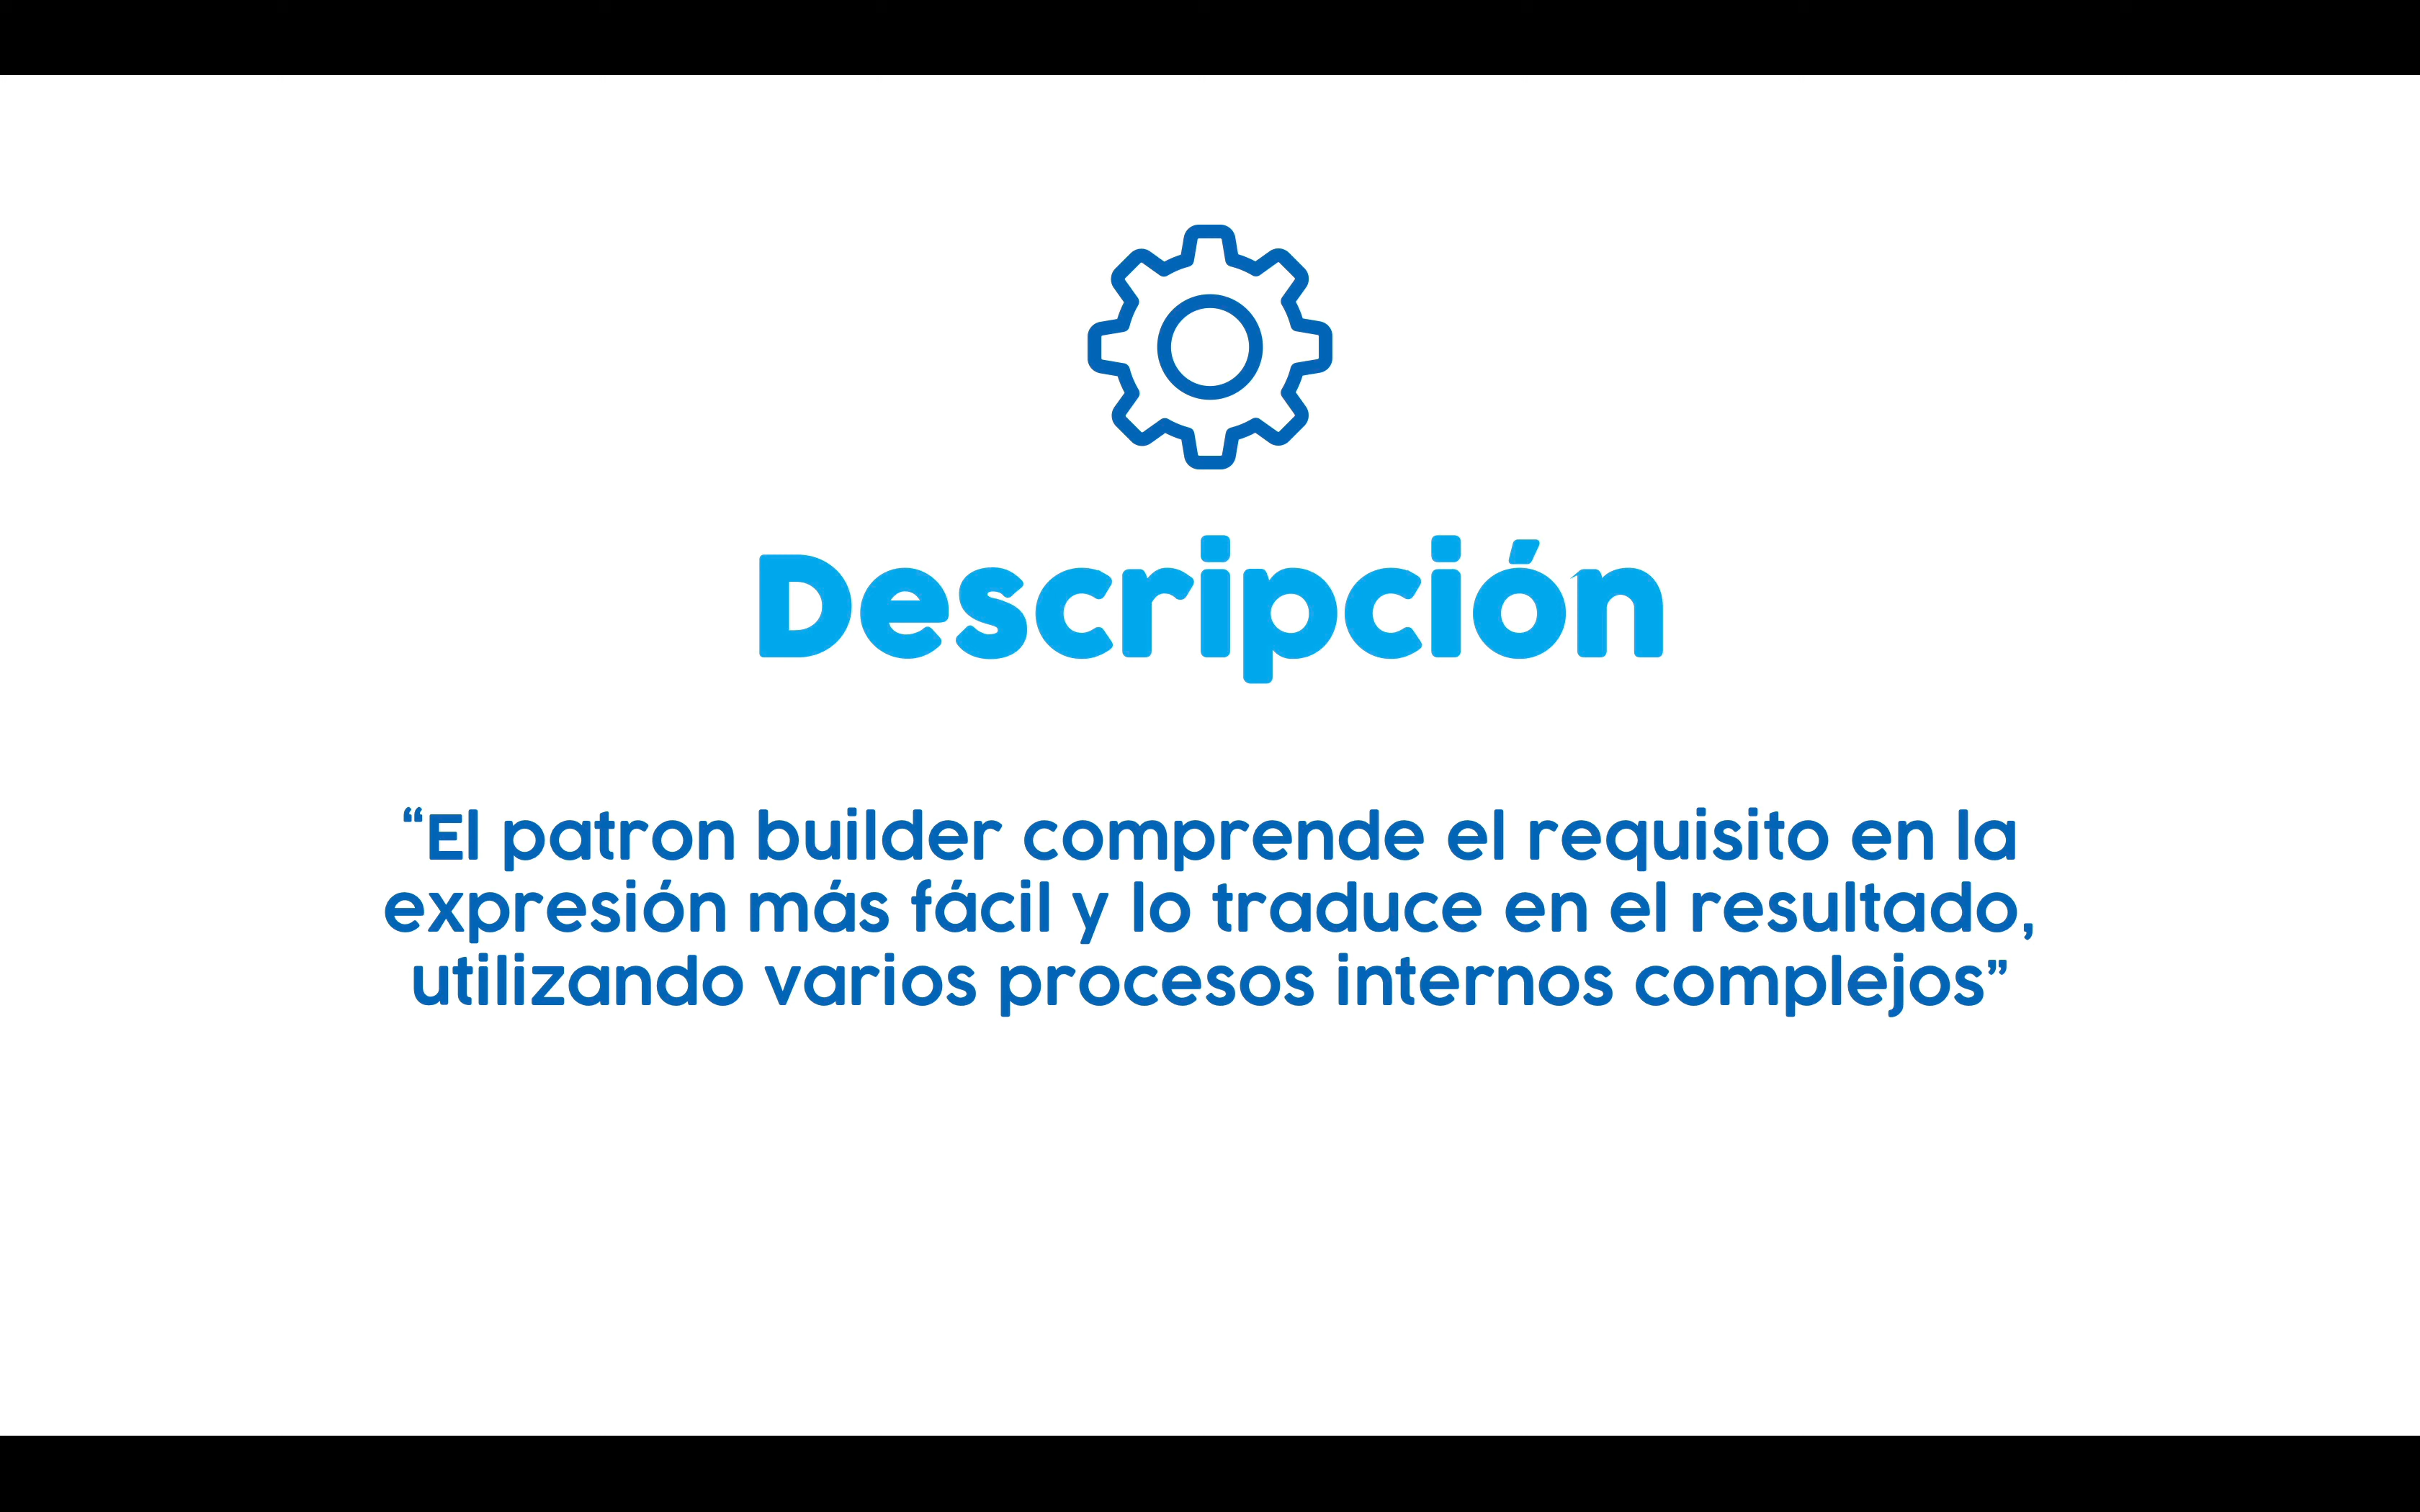 Descripción
“El patron builder comprende el requisito en la
expresión más fácil y lo traduce en el resultado,
utilizando varios procesos internos complejos”